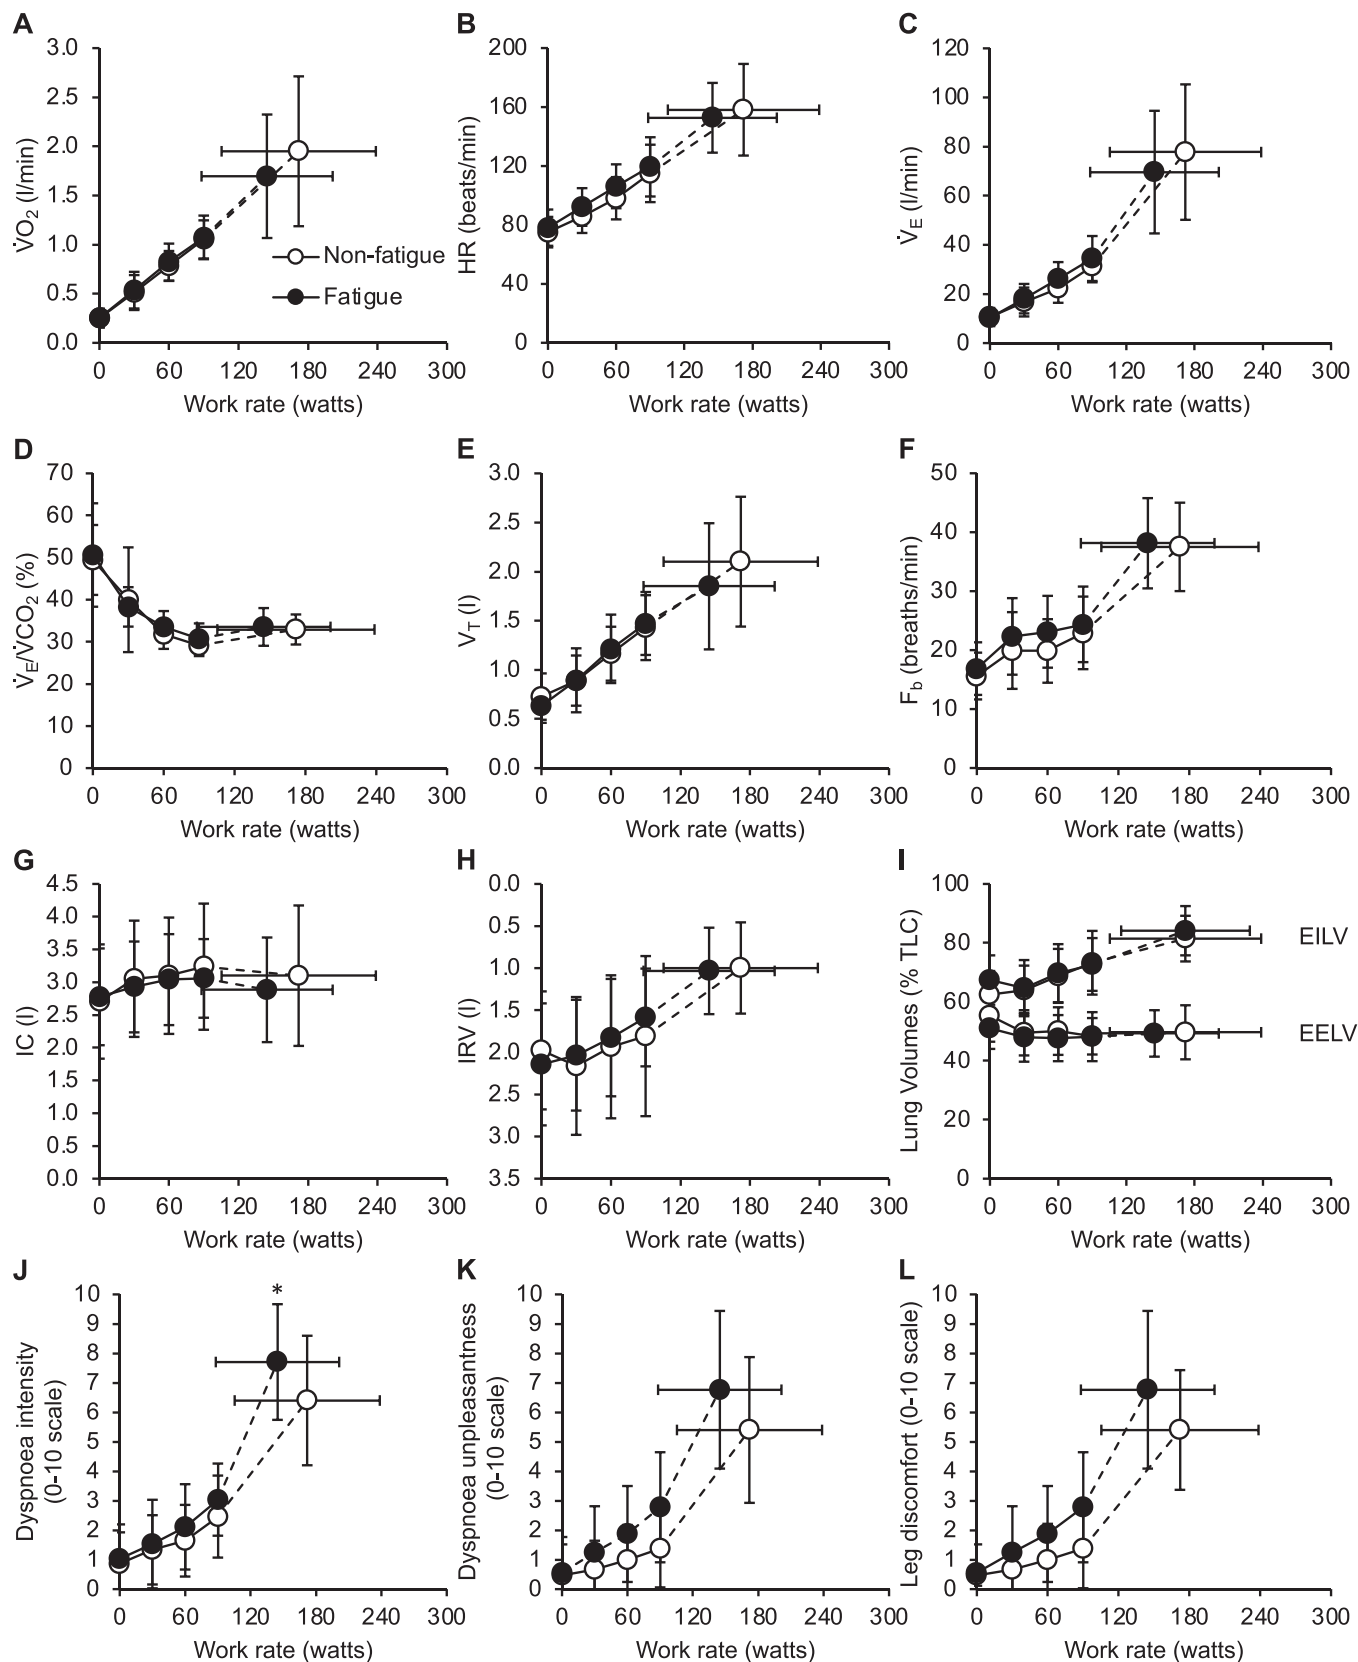 A
V̇O2 (l/min)
3.0
2.5
2.0
1.5
1.0
0.5
0.0
0 60 120 180 240 300
Work rate (watts)
Non-fatigue
Fatigue
B
HR (beats/min)
200
160
120
80
40
0
0 60 120 180 240 300
Work rate (watts)
C
V̇E (l/min)
120
100
80
60
40
20
0
0 60 120 180 240 300
Work rate (watts)
D
V̇E/V̇CO2 (%)
70
60
50
40
30
20
10
0
0 60 120 180 240 300
Work rate (watts)
E
VT (l)
3.0
2.5
2.0
1.5
1.0
0.5
0.0
0 60 120 180 240 300
Work rate (watts)
F
Fb (breaths/min)
50
40
30
20
10
0
0 60 120 180 240 300
Work rate (watts)
G
IC (l)
4.5
4.0
3.5
3.0
2.5
2.0
1.5
1.0
0.5
0.0
0 60 120 180 240 300
Work rate (watts)
H
IRV (l)
0.0
0.5
1.0
1.5
2.0
2.5
3.0
3.5
0 60 120 180 240 300
Work rate (watts)
I
Lung Volumes (% TLC)
100
80
60
40
20
0
0 60 120 180 240 300
Work rate (watts)
EILV
EELV
J
Dyspnoea intensity
(0-10 scale)
10
9
8
7
6
5
4
3
2
1
0
*
0 60 120 180 240 300
Work rate (watts)
K
Dyspnoea unpleasantness
(0-10 scale)
10
9
8
7
6
5
4
3
2
1
0
0 60 120 180 240 300
Work rate (watts)
L
Leg discomfort (0-10 scale)
10
9
8
7
6
5
4
3
2
1
0
0 60 120 180 240 300
Work rate (watts)